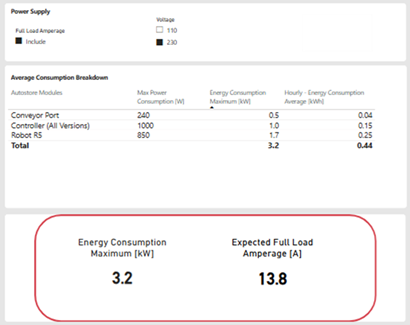 Power Supply
Voltage
Full Load Amperage
110
Include
230
Average Consumption Breakdown
Autostore Modules Max Power Consumption (W) Energy Consumption Maximum [kW] Hourly - Energy Consumption Average [kWh]
Conveyor Port 240 0.5 0.04
Controller (All Versions) 1000 1.0 0.15
Robot R5 850 1.7 0.25
Total 3.2 0.44
Energy Consumption Maximum [kW]
3.2
Expected Full Load Amperage [A]
13.8